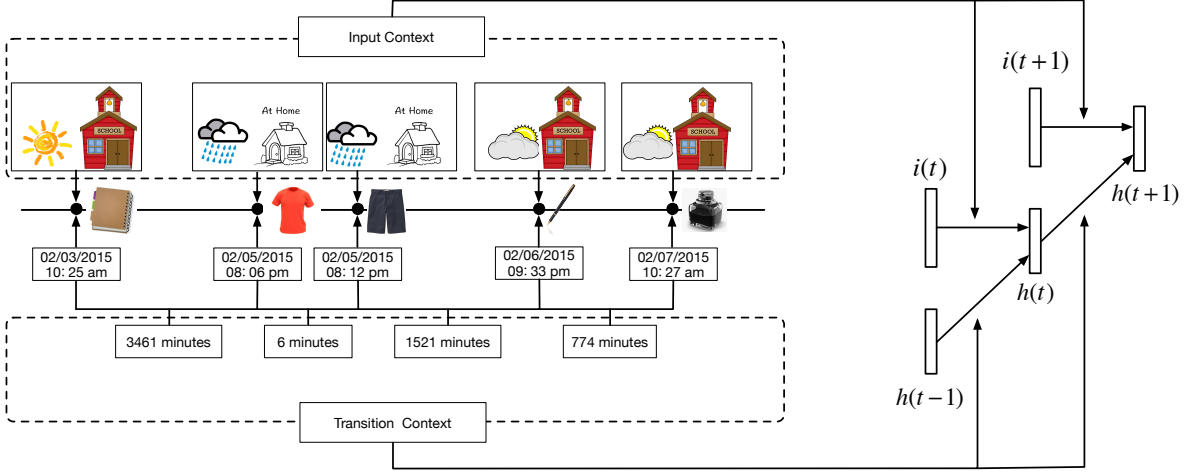 Input Context
At Home
At Home
SCHOOL
SCHOOL
SCHOOL
02/03/2015
10: 25 am
02/05/2015
08: 06 pm
02/05/2015
08: 12 pm
02/06/2015
09: 33 pm
02/07/2015
10: 27 am
3461 minutes
6 minutes
1521 minutes
774 minutes
Transition Context
i(t+1)
h(t+1)
i(t)
h(t)
h(t−1)